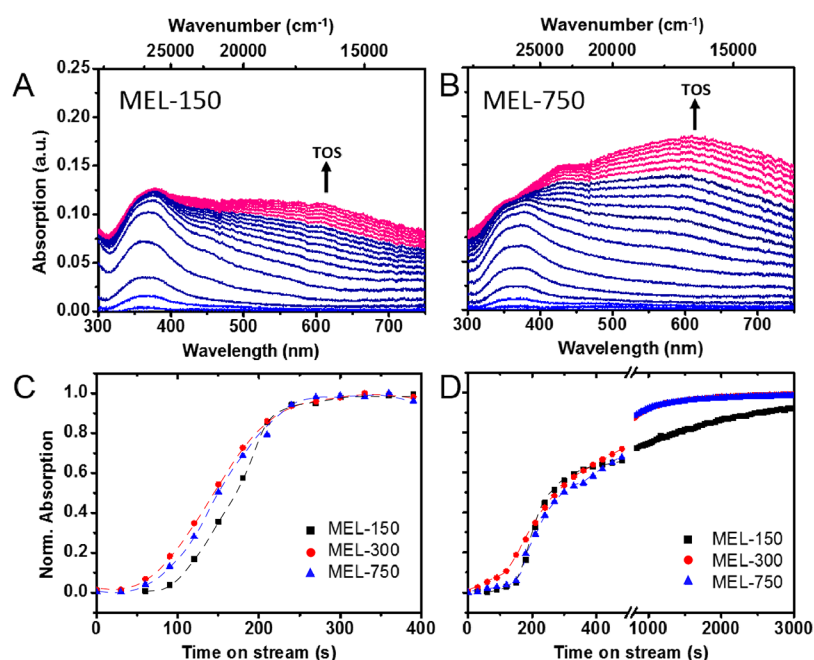 Wavenumber (cm⁻¹)
25000 20000 15000
A
MEL-150
TOS
0.25
0.20
0.15
0.10
0.05
0.00
Absorption (a.u.)
300 400 500 600 700
Wavelength (nm)
Wavenumber (cm⁻¹)
25000 20000 15000
B
MEL-750
TOS
300 400 500 600 700
Wavelength (nm)
C
1.0
0.8
0.6
0.4
0.2
0.0
Norm. Absorption
MEL-150
MEL-300
MEL-750
0 100 200 300 400
Time on stream (s)
D
MEL-150
MEL-300
MEL-750
0 200 400 1000 2000 3000
Time on stream (s)